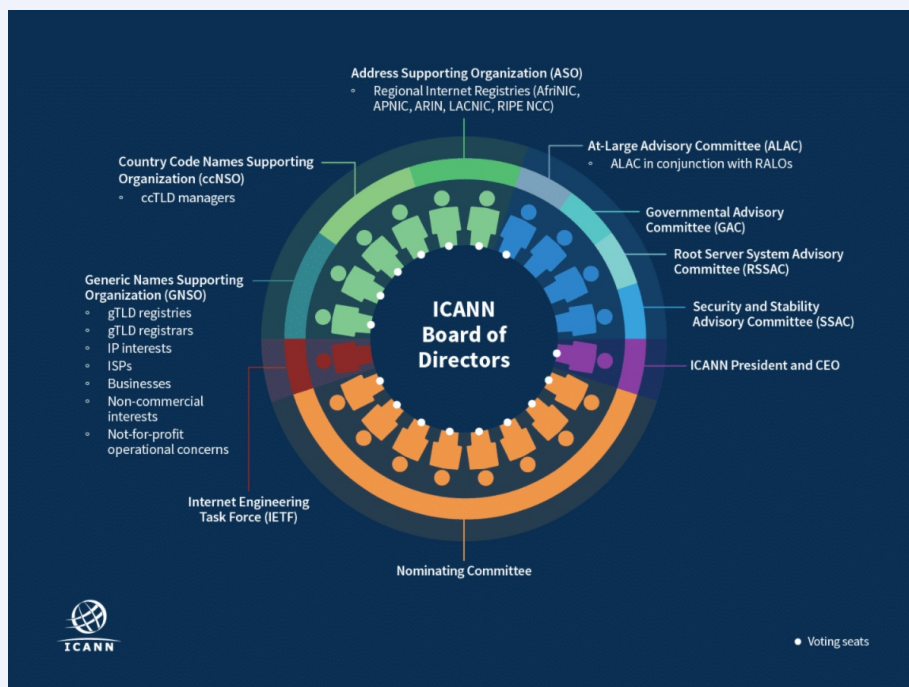 Address Supporting Organization (ASO)
◦ Regional Internet Registries (AfriNIC,
APNIC, ARIN, LACNIC, RIPE NCC)
At-Large Advisory Committee (ALAC)
◦ ALAC in conjunction with RALOs
Country Code Names Supporting
Organization (ccNSO)
◦ ccTLD managers
Governmental Advisory
Committee (GAC)
Root Server System Advisory
Committee (RSSAC)
Generic Names Supporting
Organization (GNSO)
◦ gTLD registries
◦ gTLD registrars
◦ IP interests
◦ ISPs
◦ Businesses
◦ Non-commercial
interests
◦ Not-for-profit
operational concerns
ICANN
Board of
Directors
Security and Stability
Advisory Committee (SSAC)
ICANN President and CEO
Internet Engineering
Task Force (IETF)
Nominating Committee
ICANN
Voting seats